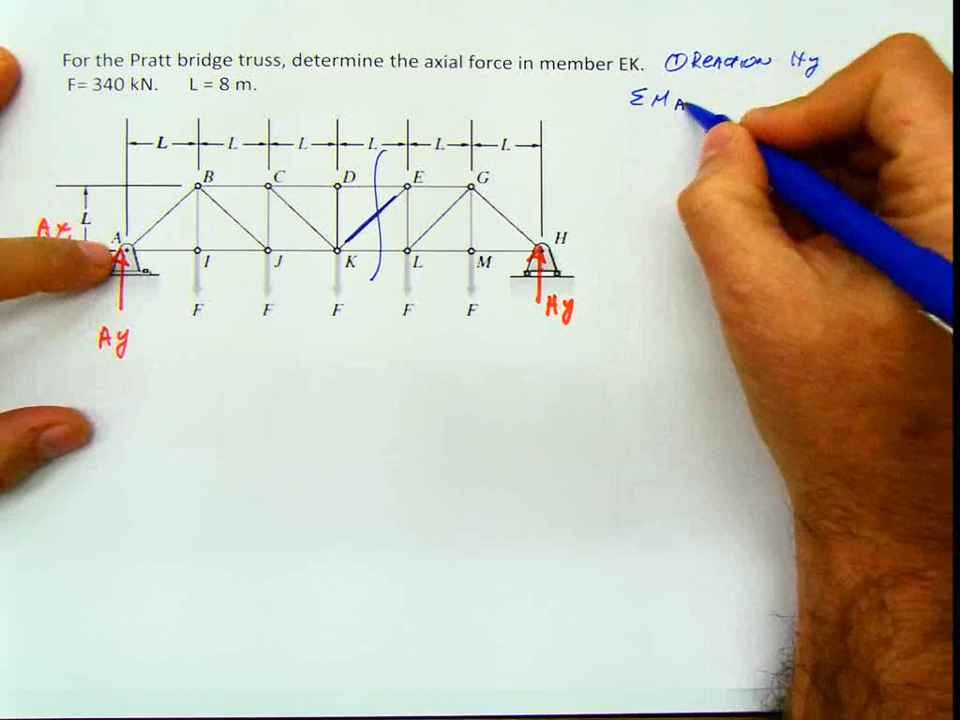 For the Pratt bridge truss, determine the axial force in member EK. ① Reaction Hy
F= 340 kN. L = 8 m.
Σ M A
L L L L L L
B C D E G
L
Ax
A H
I J K L M
F F F F F
Hy
Ay